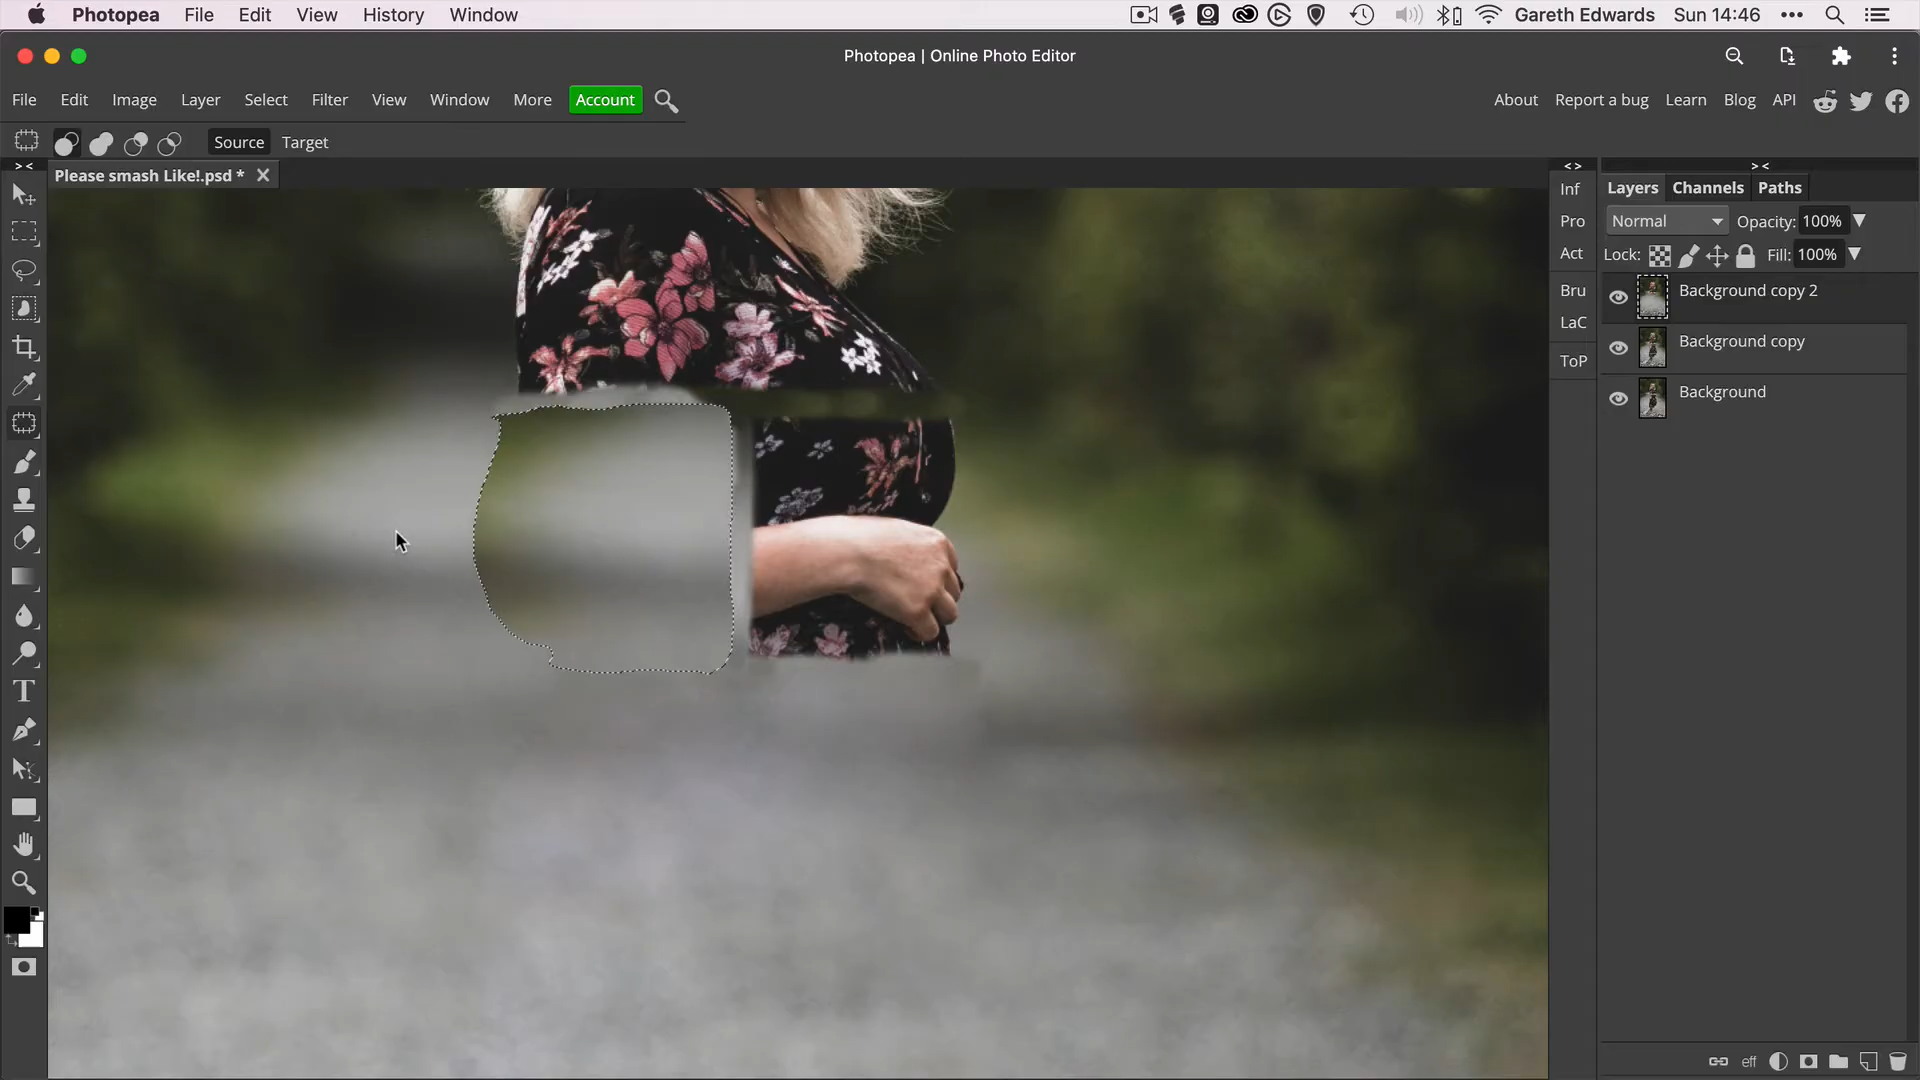 Photopea File Edit View History Window Gareth Edwards Sun 14:46
Photopea | Online Photo Editor
File Edit Image Layer Select Filter View Window More Account About Report a bug Learn Blog API
Source Target
Please smash Like!.psd *
Inf
Pro
Act
Bru
LaC
ToP
Layers Channels Paths
Normal Opacity: 100%
Lock: Fill: 100%
Background copy 2
Background copy
Background
eff